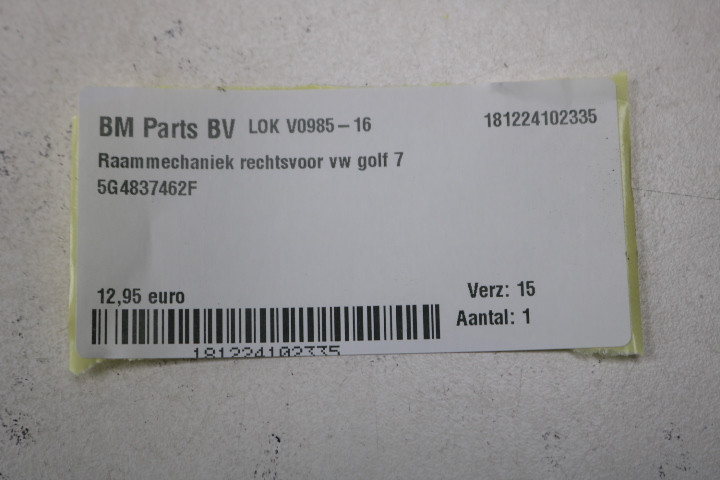 BM Parts BV LOK V0985-16 181224102335
Raammechaniek rechtsvoor vw golf 7
5G4837462F
12,95 euro Verz: 15
Aantal: 1
181224102335